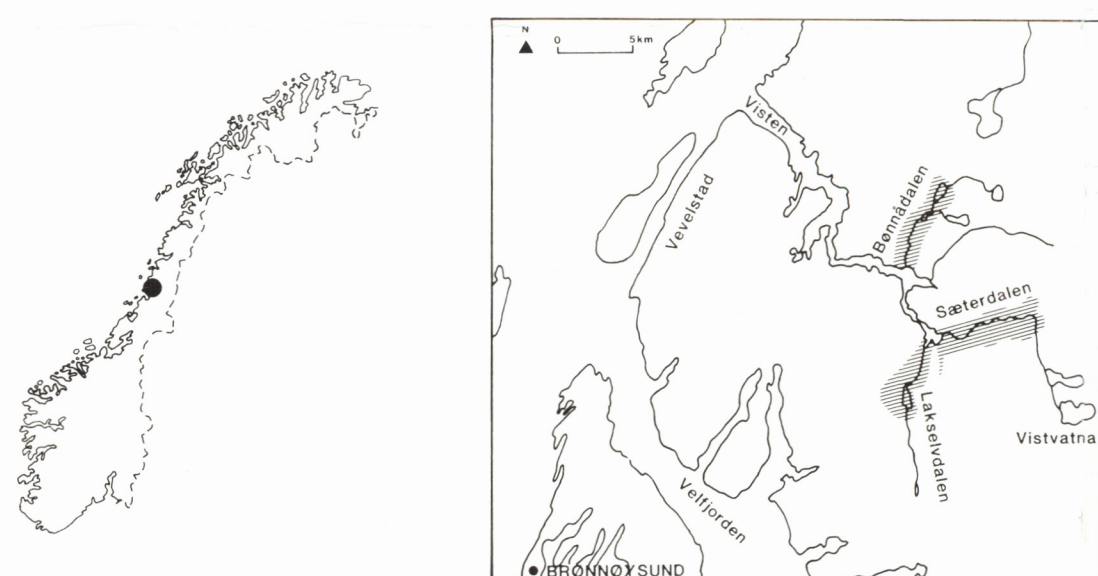 N
0 5km
Visten
Vevelstad
Bønnådalen
Sæterdalen
Lakselvdalen
Vistvatna
Velfjorden
BRØNNØYSUND